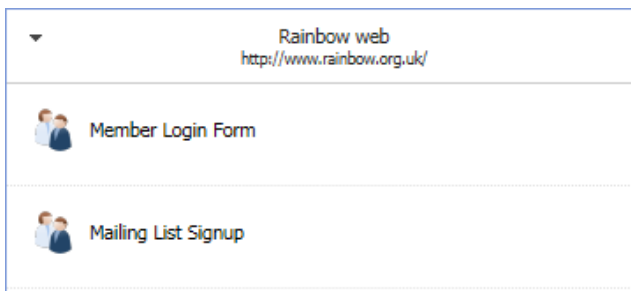 Rainbow web
http://www.rainbow.org.uk/
Member Login Form
Mailing List Signup